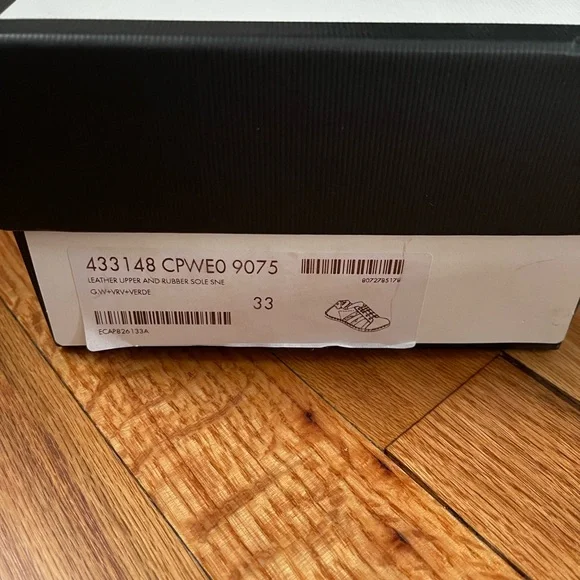 433148 CPWE0 9075
LEATHER UPPER AND RUBBER SOLE SNE
G.W+VRV+VERDE
33
ECAP826133A